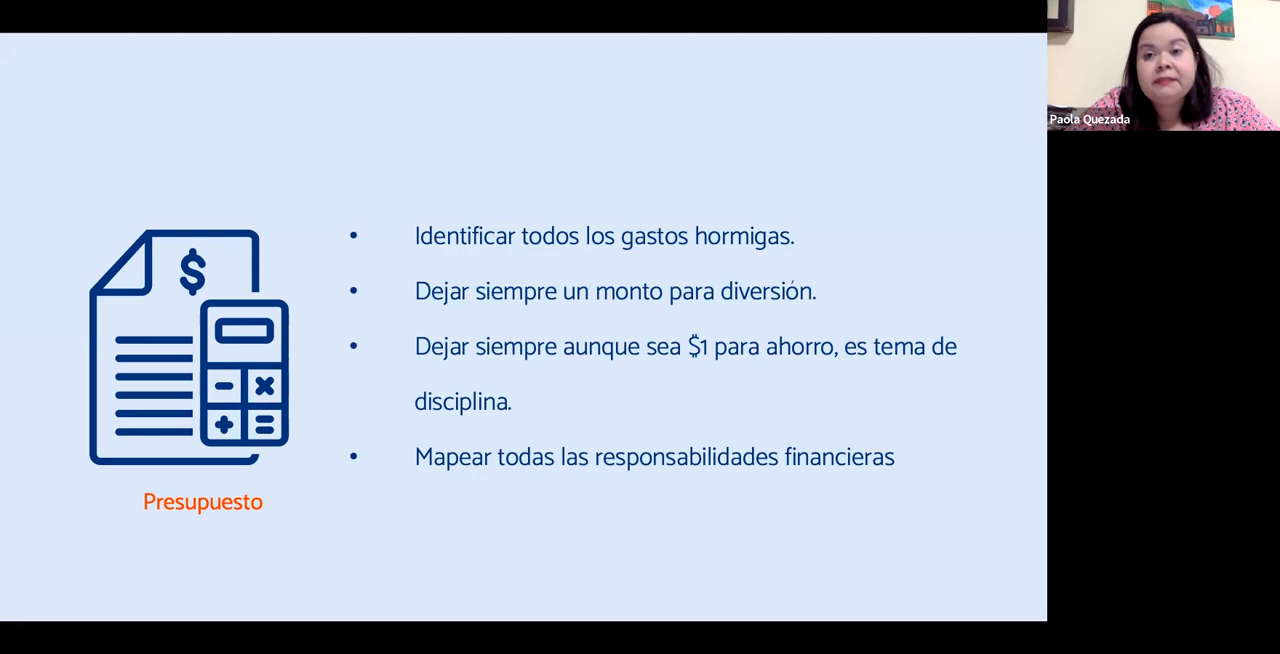 Paola Quezada
$
• Identificar todos los gastos hormigas.
• Dejar siempre un monto para diversión.
• Dejar siempre aunque sea $1 para ahorro, es tema de
disciplina.
• Mapear todas las responsabilidades financieras
Presupuesto